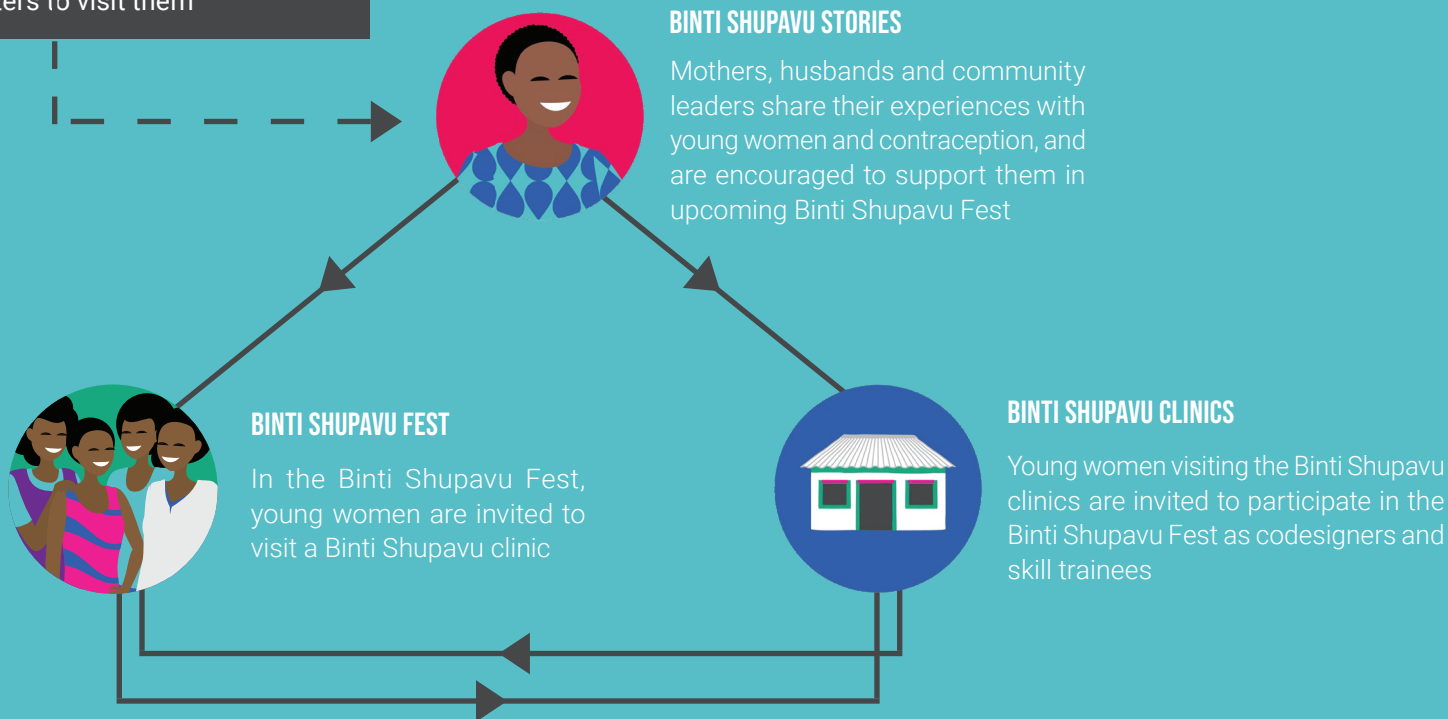 to visit them
BINTI SHUPAVU STORIES
Mothers, husbands and community
leaders share their experiences with
young women and contraception, and
are encouraged to support them in
upcoming Binti Shupavu Fest
BINTI SHUPAVU FEST
In the Binti Shupavu Fest,
young women are invited to
visit a Binti Shupavu clinic
BINTI SHUPAVU CLINICS
Young women visiting the Binti Shupavu
clinics are invited to participate in the
Binti Shupavu Fest as codesigners and
skill trainees